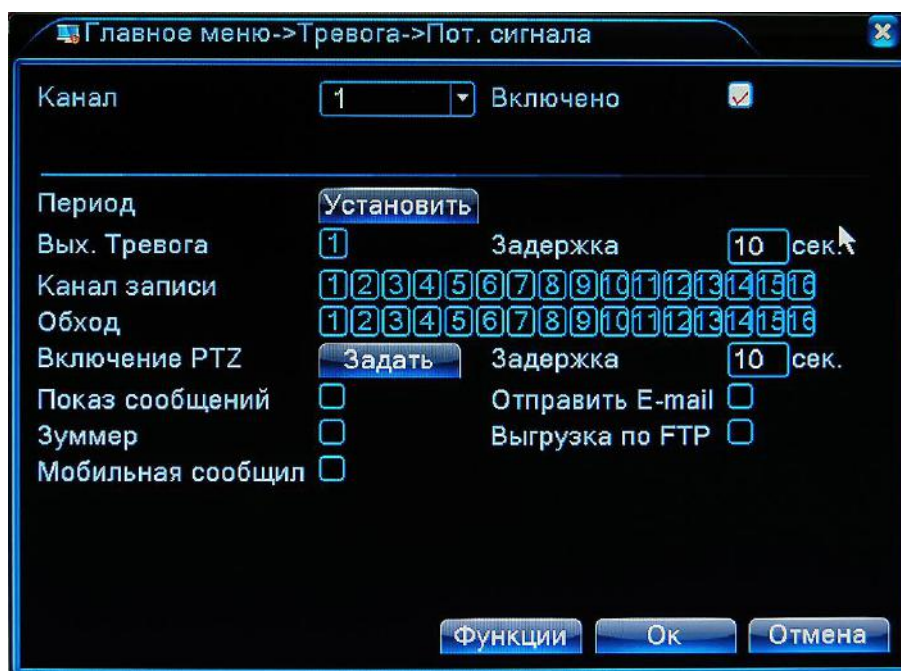 Главное меню->Тревога->Пот. сигнала
Канал 1 Включено
Период Установить
Вых. Тревога 1 Задержка 10 сек.
Канал записи 1 2 3 4 5 6 7 8 9 10 11 12 13 14 15 16
Обход 1 2 3 4 5 6 7 8 9 10 11 12 13 14 15 16
Включение PTZ Задать Задержка 10 сек.
Показ сообщений Отправить E-mail
Зуммер Выгрузка по FTP
Мобильная сообщил
Функции Ок Отмена